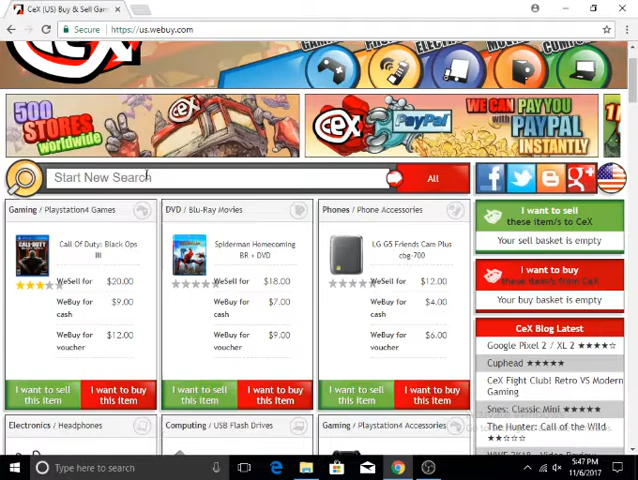 CeX (US) Buy & Sell Gam
Secure https://us.webuy.com
CeX
500
STORES
worldwide
CeX
CeX
PayPal
WE CAN PAY YOU
with PAYPAL
INSTANTLY
Start New Search
All
Gaming / Playstation4 Games
DVD / Blu-Ray Movies
Phones / Phone Accessories
Call Of Duty: Black Ops
III
WeSell for $20.00
WeBuy for
cash
$9.00
WeBuy for
voucher
$12.00
Spiderman Homecoming
BR + DVD
WeSell for $18.00
WeBuy for
cash
$7.00
WeBuy for
voucher
$9.00
LG G5 Friends Cam Plus
cbg-700
WeSell for $12.00
WeBuy for
cash
$4.00
WeBuy for
voucher
$6.00
I want to sell
this item
I want to buy
this item
I want to sell
this item
I want to buy
this item
I want to sell
this item
I want to buy
this item
I want to sell
these item/s to CeX
Your sell basket is empty
I want to buy
these item/s from CeX
Your buy basket is empty
CeX Blog Latest
Google Pixel 2 / XL 2 ★★★★☆
Cuphead ★★★★★
CeX Fight Club! Retro VS Modern
Gaming
Snes: Classic Mini ★★★★★
The Hunter: Call of the Wild
★★☆☆☆
Electronics / Headphones
Computing / USB Flash Drives
Gaming / Playstation4 Accessories
Type here to search
5:47 PM
11/6/2017